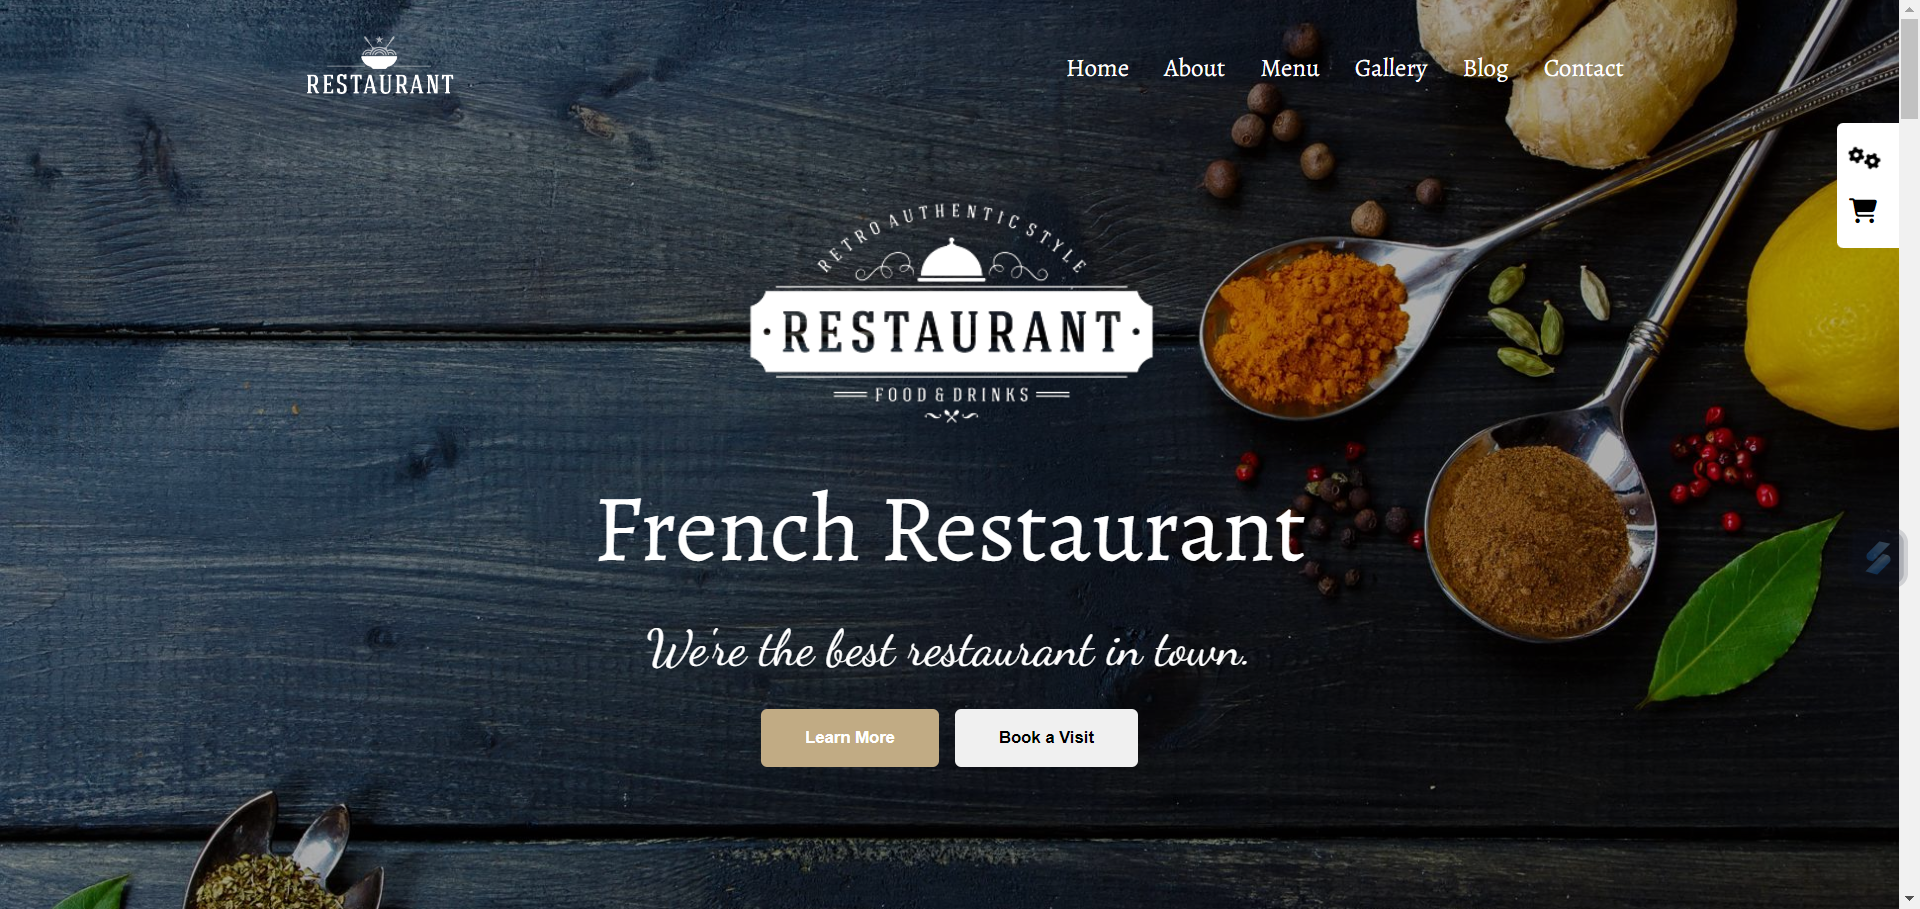 RESTAURANT
Home About Menu Gallery Blog Contact
RETRO AUTHENTIC STYLE
· RESTAURANT ·
FOOD & DRINKS
French Restaurant
We're the best restaurant in town.
Learn More Book a Visit